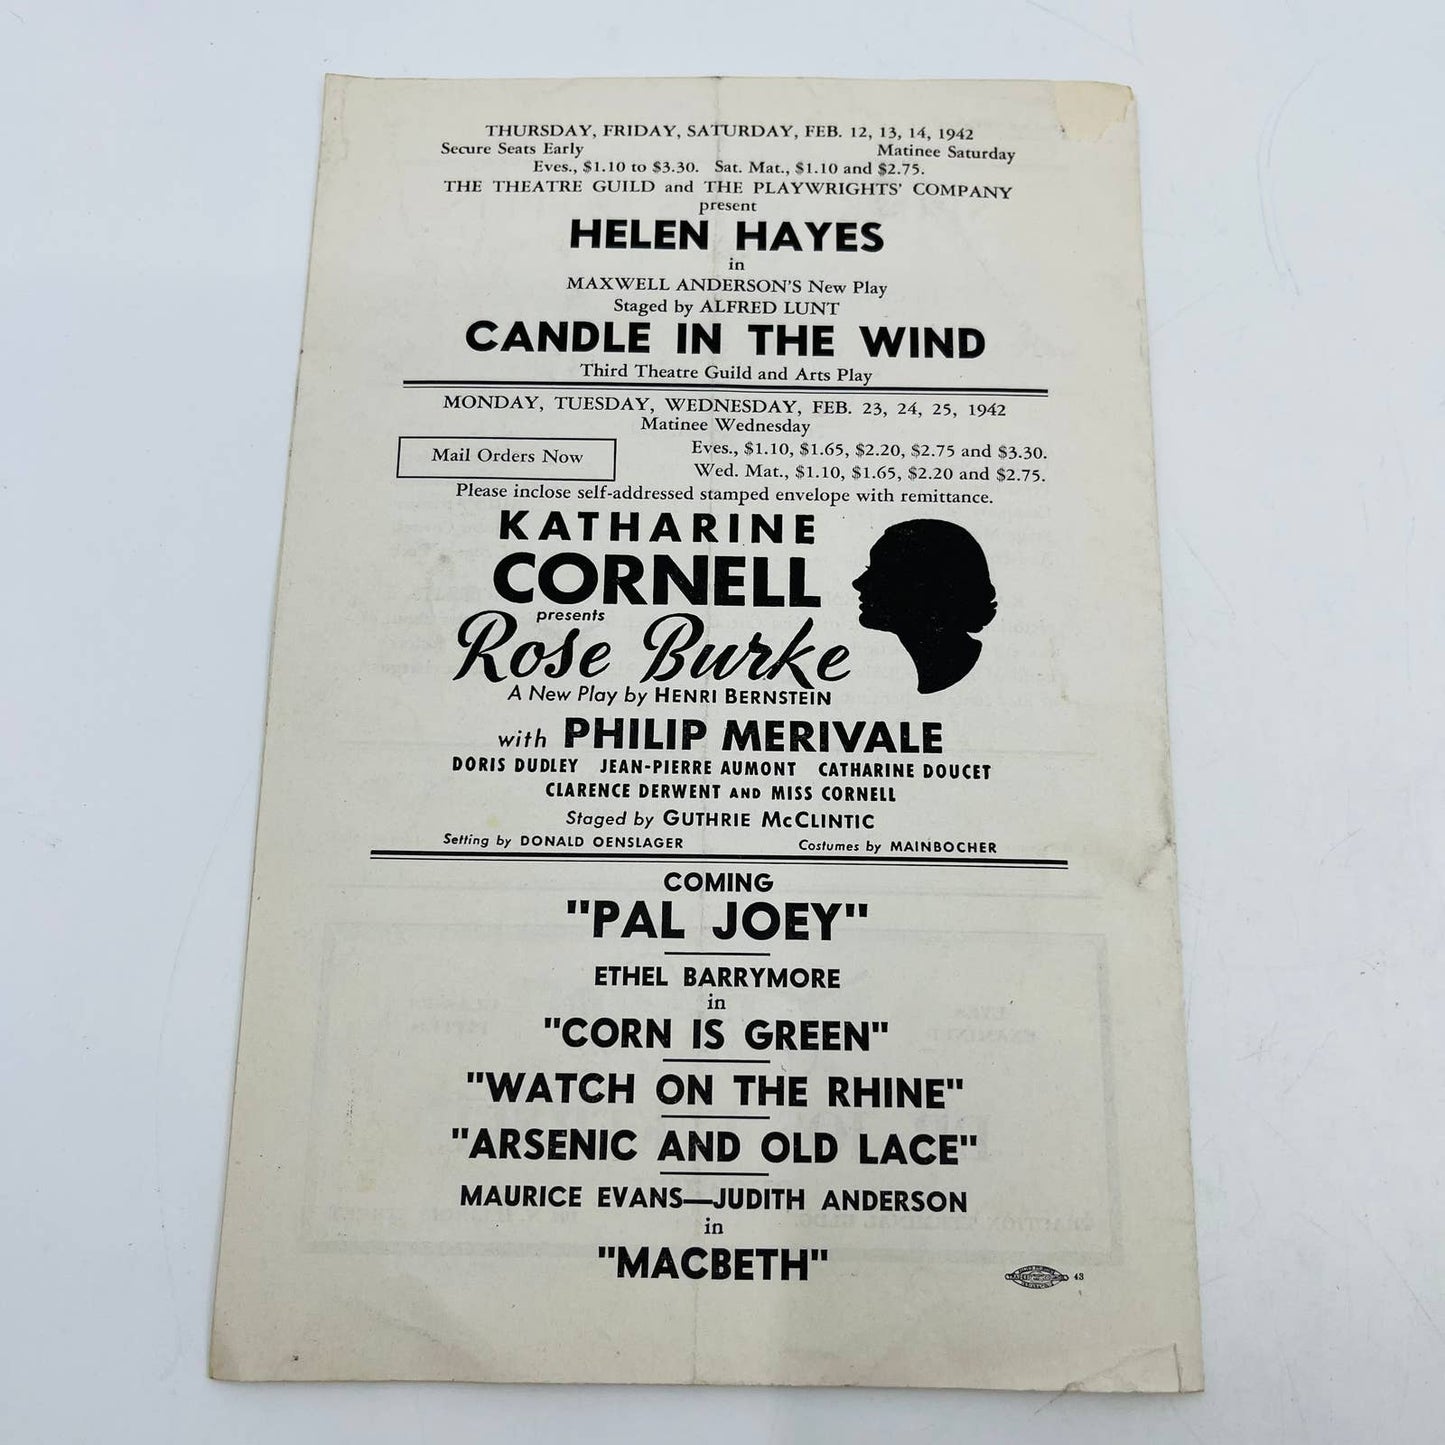 THURSDAY, FRIDAY, SATURDAY, FEB. 12, 13, 14, 1942
Secure Seats Early Matinee Saturday
Eves., $1.10 to $3.30. Sat. Mat., $1.10 and $2.75.
THE THEATRE GUILD and THE PLAYWRIGHTS' COMPANY
present
HELEN HAYES
in
MAXWELL ANDERSON'S New Play
Staged by ALFRED LUNT
CANDLE IN THE WIND
Third Theatre Guild and Arts Play
MONDAY, TUESDAY, WEDNESDAY, FEB. 23, 24, 25, 1942
Matinee Wednesday
Mail Orders Now
Eves., $1.10, $1.65, $2.20, $2.75 and $3.30.
Wed. Mat., $1.10, $1.65, $2.20 and $2.75.
Please inclose self-addressed stamped envelope with remittance.
KATHARINE
CORNELL
presents
Rose Burke
A New Play by HENRI BERNSTEIN
with PHILIP MERIVALE
DORIS DUDLEY JEAN-PIERRE AUMONT CATHARINE DOUCET
CLARENCE DERWENT AND MISS CORNELL
Staged by GUTHRIE McCLINTIC
Setting by DONALD OENSLAGER Costumes by MAINBOCHER
COMING
"PAL JOEY"
ETHEL BARRYMORE
in
"CORN IS GREEN"
"WATCH ON THE RHINE"
"ARSENIC AND OLD LACE"
MAURICE EVANS—JUDITH ANDERSON
in
"MACBETH"
43